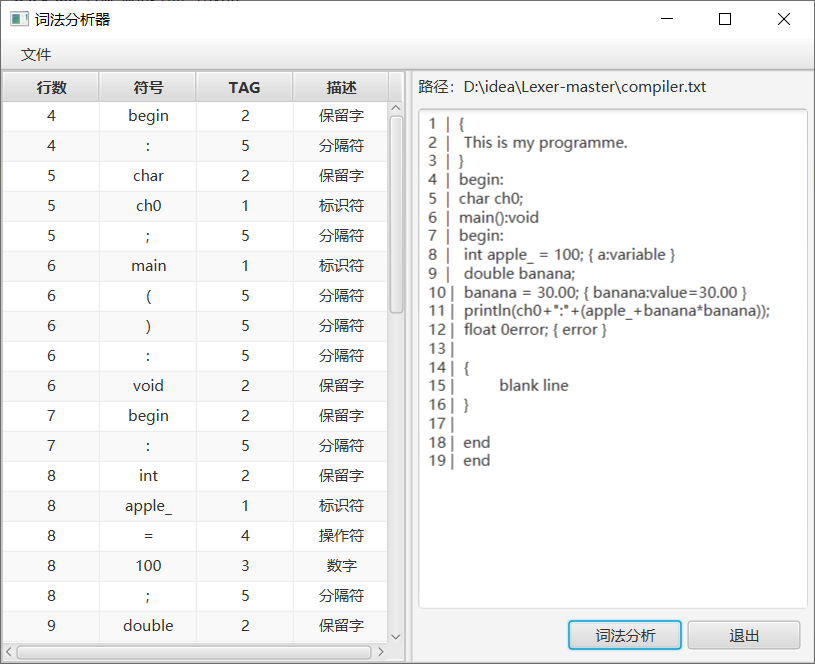 词法分析器
文件
行数 符号 TAG 描述
4 begin 2 保留字
4 : 5 分隔符
5 char 2 保留字
5 ch0 1 标识符
5 ; 5 分隔符
6 main 1 标识符
6 ( 5 分隔符
6 ) 5 分隔符
6 : 5 分隔符
6 void 2 保留字
7 begin 2 保留字
7 : 5 分隔符
8 int 2 保留字
8 apple_ 1 标识符
8 = 4 操作符
8 100 3 数字
8 ; 5 分隔符
9 double 2 保留字
路径: D:\idea\Lexer-master\compiler.txt
1 | {
2 | This is my programme.
3 | }
4 | begin:
5 | char ch0;
6 | main():void
7 | begin:
8 | int apple_ = 100; { a:variable }
9 | double banana;
10 | banana = 30.00; { banana:value=30.00 }
11 | println(ch0+":"+(apple_+banana*banana));
12 | float 0error; { error }
13 |
14 | {
15 | blank line
16 | }
17 |
18 | end
19 | end
词法分析 退出